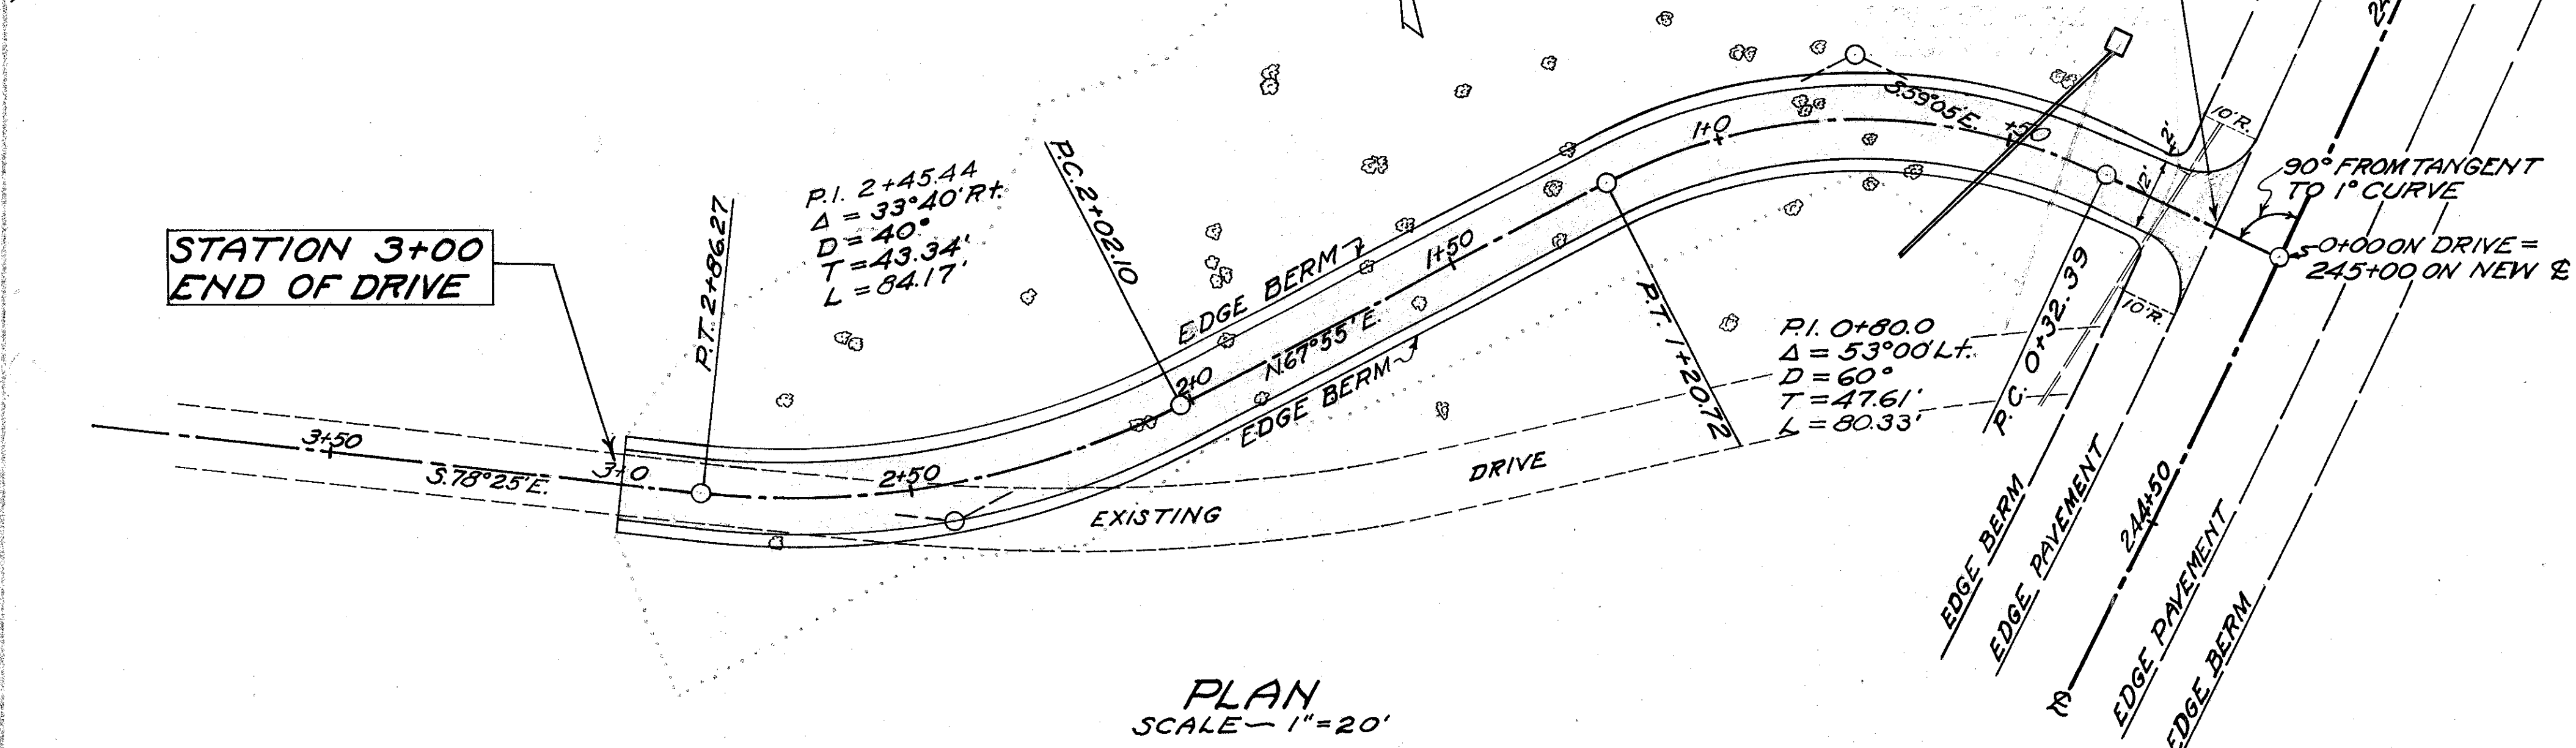 STATION 3+00
END OF DRIVE
P.T. 2+86.27
P.I. 2+45.44
Δ = 33°40' Rt.
D = 40°
T = 43.34'
L = 84.17'
P.C. 2+02.10
EDGE BERM
1+50
1+0
S.59°05'E.
+50
10'R.
2'
12'
90° FROM TANGENT
TO 1° CURVE
0+00 ON DRIVE =
245+00 ON NEW ℄
10'R.
P.I. 0+80.0
Δ = 53°00' Lt.
D = 60°
T = 47.61'
L = 80.33'
P.C. 0+32.39
P.T. 1+20.72
2+0
N.67°55'E.
EDGE BERM
3+50
S.78°25'E.
3+0
2+50
EXISTING
DRIVE
EDGE BERM
EDGE PAVEMENT
244+50
EDGE PAVEMENT
EDGE BERM
PLAN
SCALE — 1"=20'